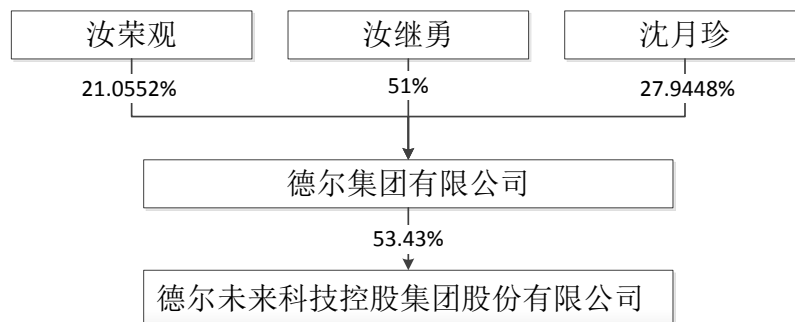 汝荣观
汝继勇
沈月珍
21.0552%
51%
27.9448%
德尔集团有限公司
53.43%
德尔未来科技控股集团股份有限公司